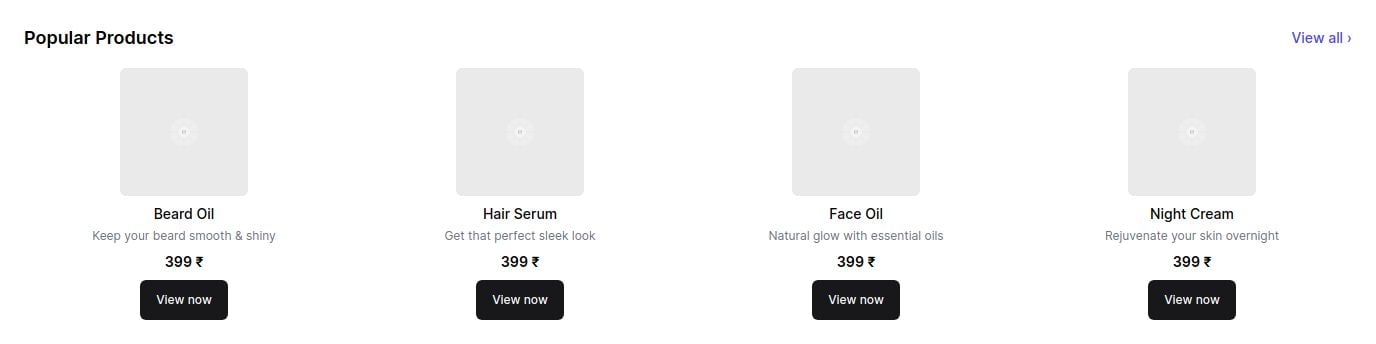 Popular Products
View all ›
Beard Oil
Keep your beard smooth & shiny
399 ₹
View now
Hair Serum
Get that perfect sleek look
399 ₹
View now
Face Oil
Natural glow with essential oils
399 ₹
View now
Night Cream
Rejuvenate your skin overnight
399 ₹
View now